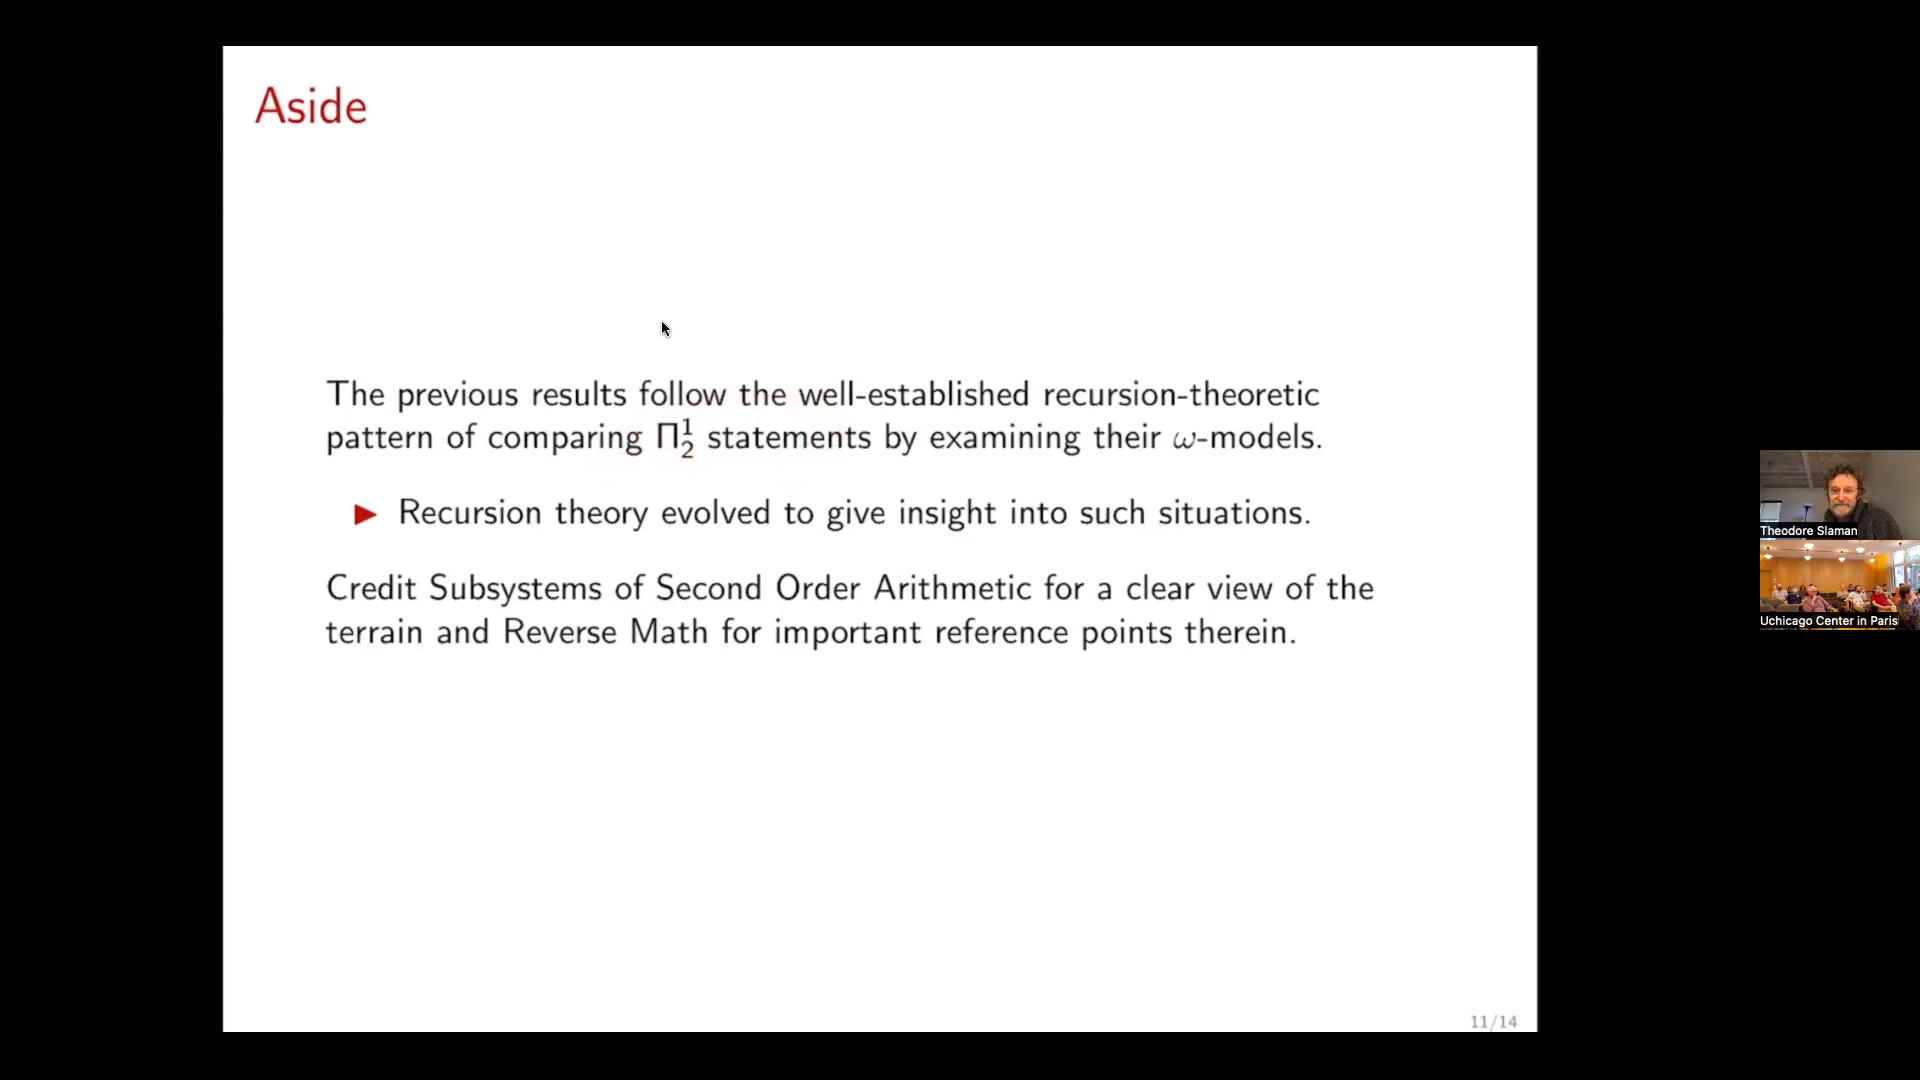 Aside
The previous results follow the well-established recursion-theoretic
pattern of comparing Π¹₂ statements by examining their ω-models.
▶ Recursion theory evolved to give insight into such situations.
Credit Subsystems of Second Order Arithmetic for a clear view of the
terrain and Reverse Math for important reference points therein.
11/14
Theodore Slaman
Uchicago Center in Paris